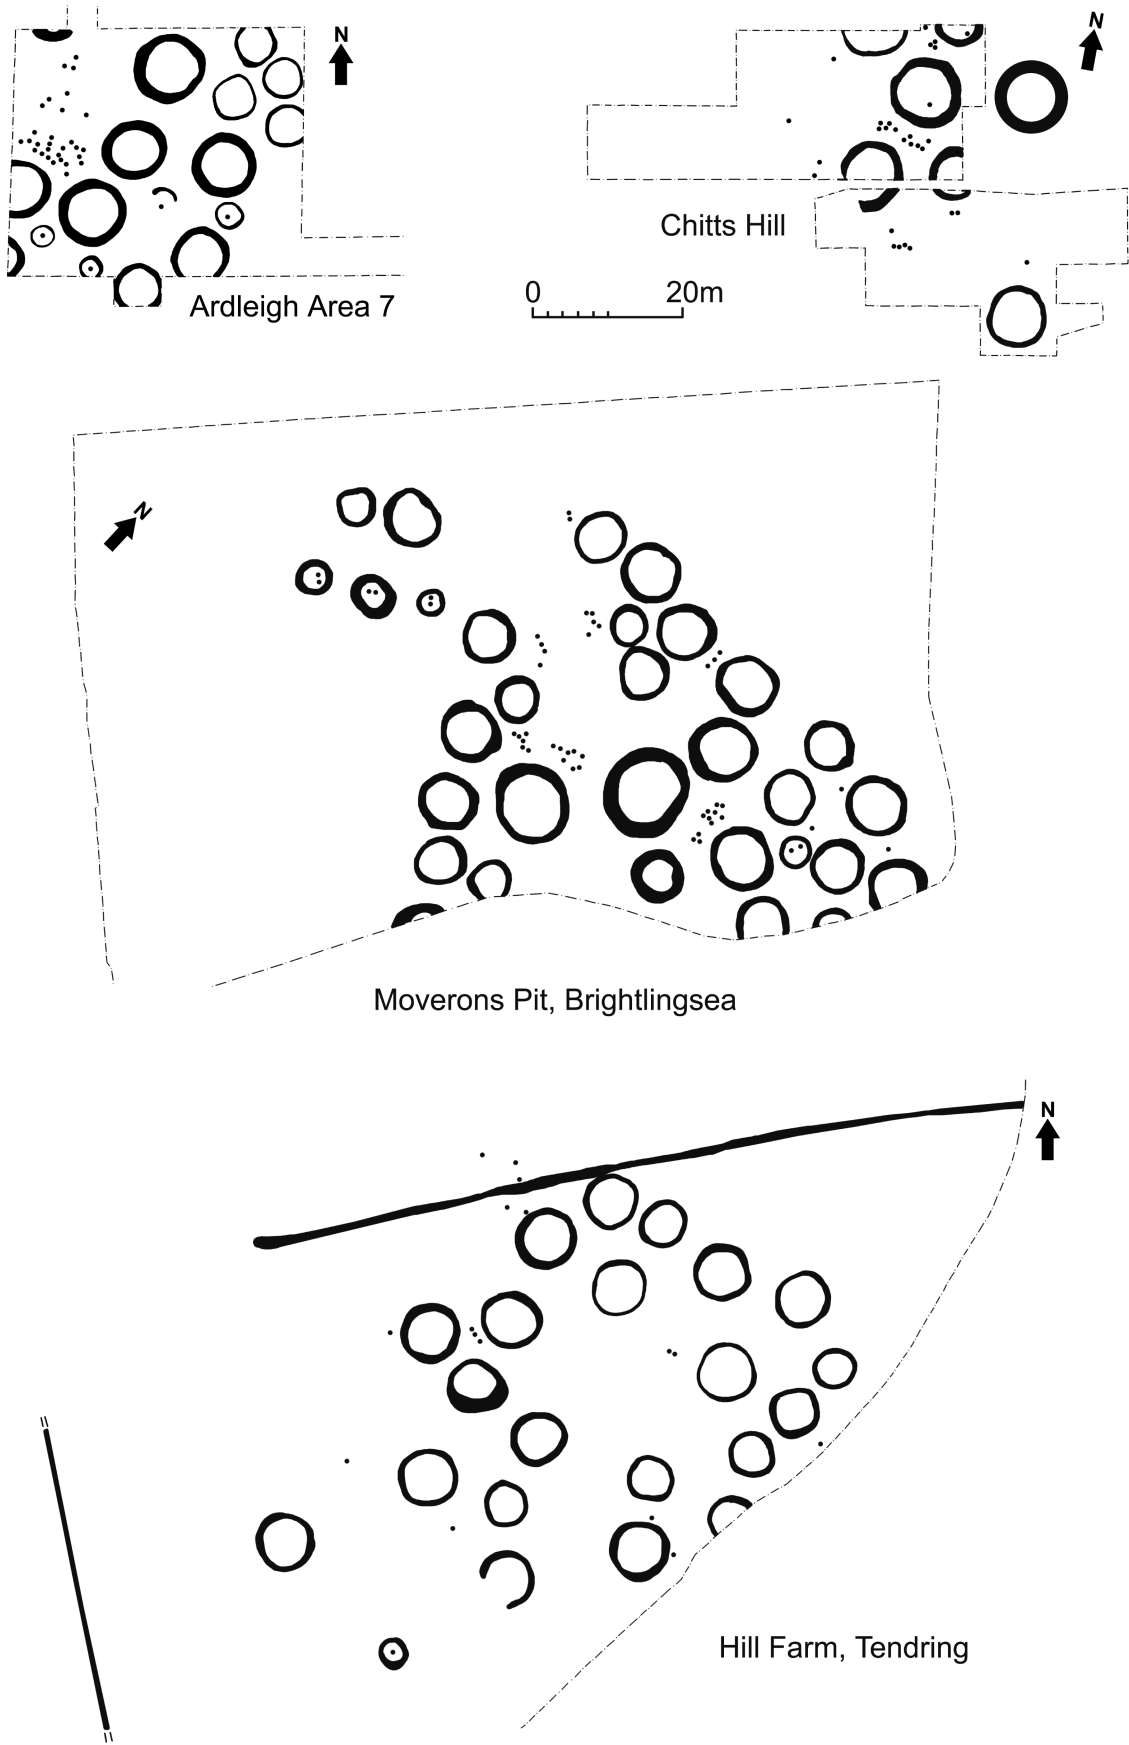 N
N
Chitts Hill
0 20m
Ardleigh Area 7
N
Moverons Pit, Brightlingsea
N
Hill Farm, Tendring